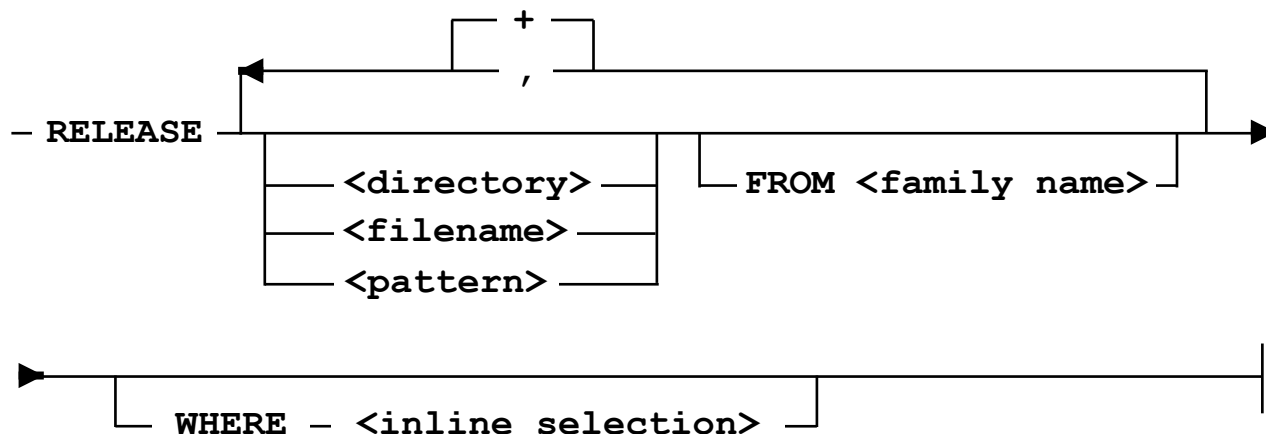 +
,
RELEASE
<directory>
FROM <family name>
<filename>
<pattern>
WHERE – <inline selection>